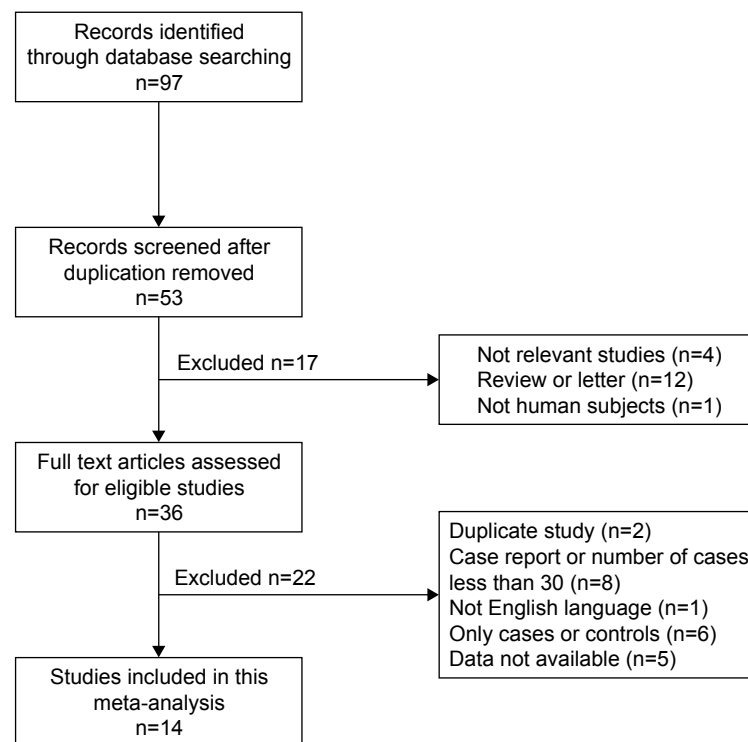 Records identified
through database searching
n=97
Records screened after
duplication removed
n=53
Excluded n=17
Not relevant studies (n=4)
Review or letter (n=12)
Not human subjects (n=1)
Full text articles assessed
for eligible studies
n=36
Excluded n=22
Duplicate study (n=2)
Case report or number of cases
less than 30 (n=8)
Not English language (n=1)
Only cases or controls (n=6)
Data not available (n=5)
Studies included in this
meta-analysis
n=14